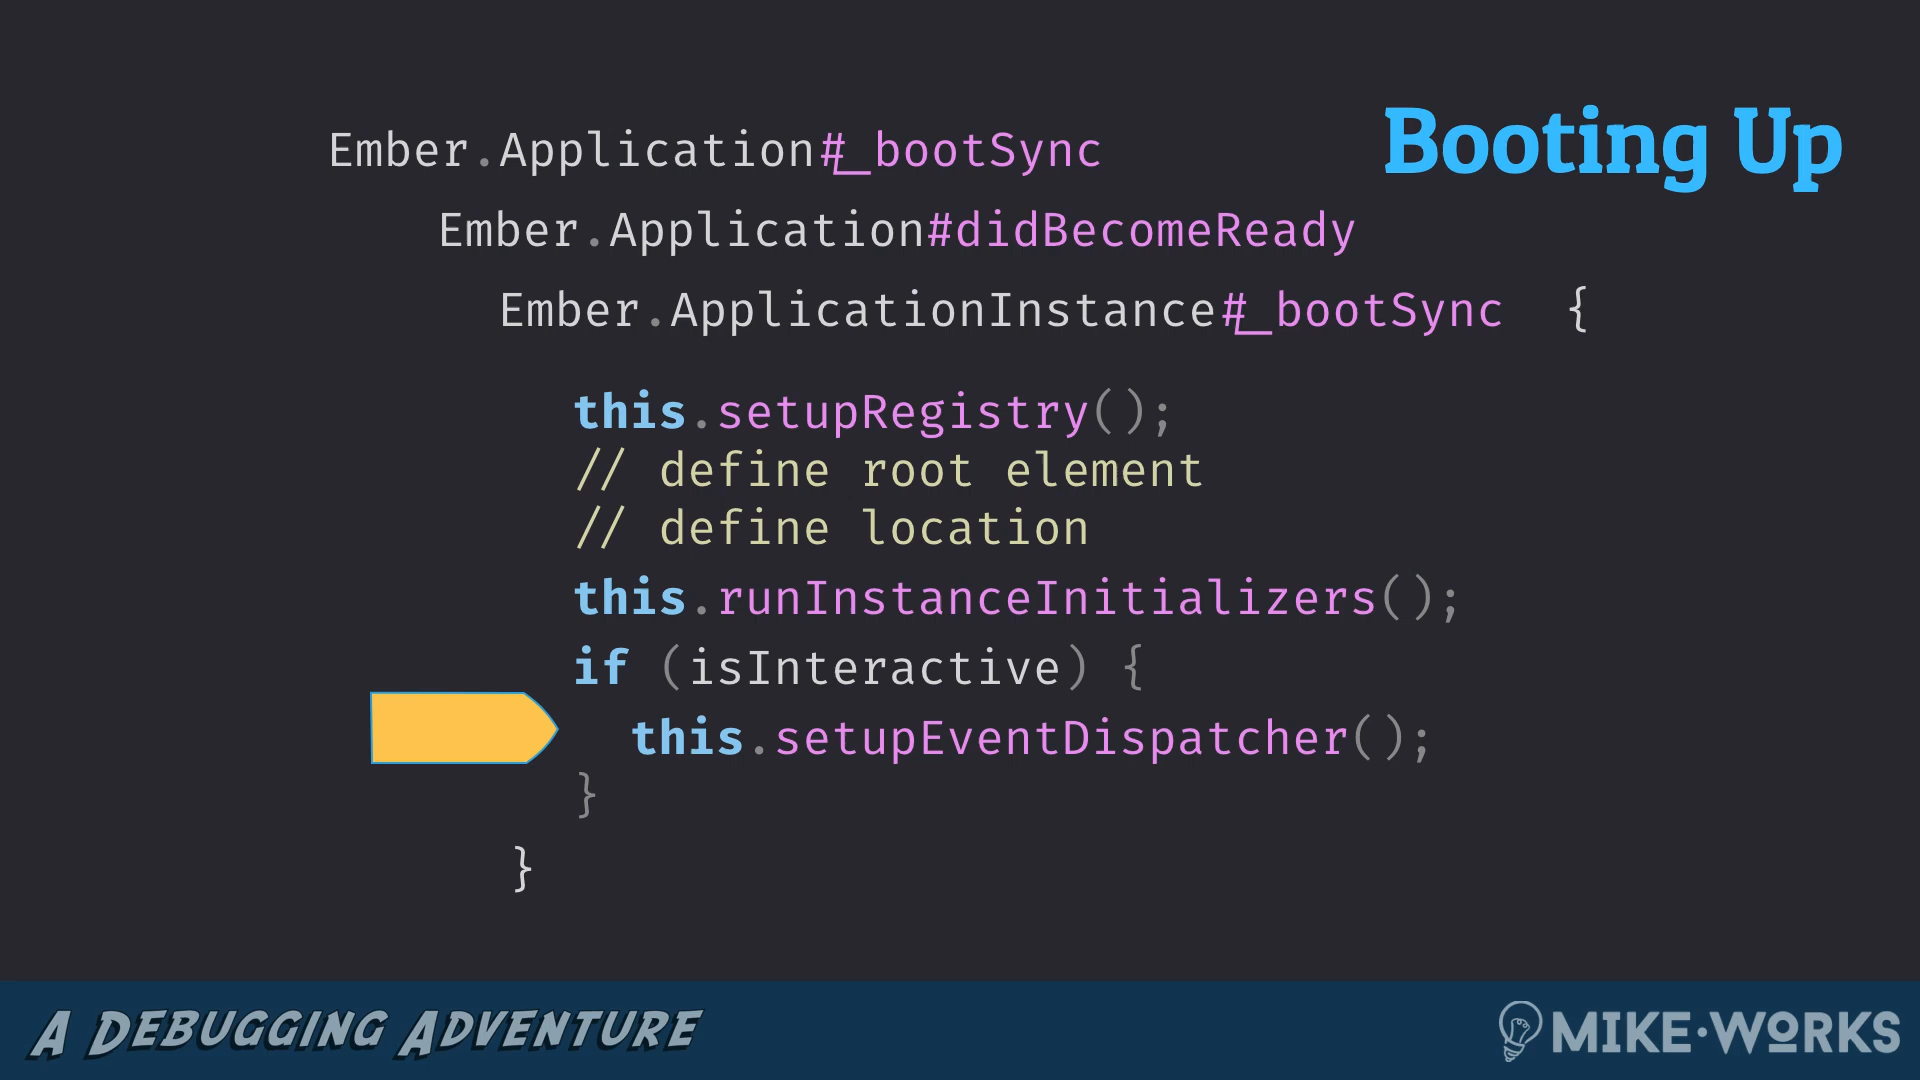 Booting Up
Ember.Application#_bootSync
Ember.Application#didBecomeReady
Ember.ApplicationInstance#_bootSync {
this.setupRegistry();
// define root element
// define location
this.runInstanceInitializers();
if (isInteractive) {
this.setupEventDispatcher();
}
}
A DEBUGGING ADVENTURE
MIKE·WORKS